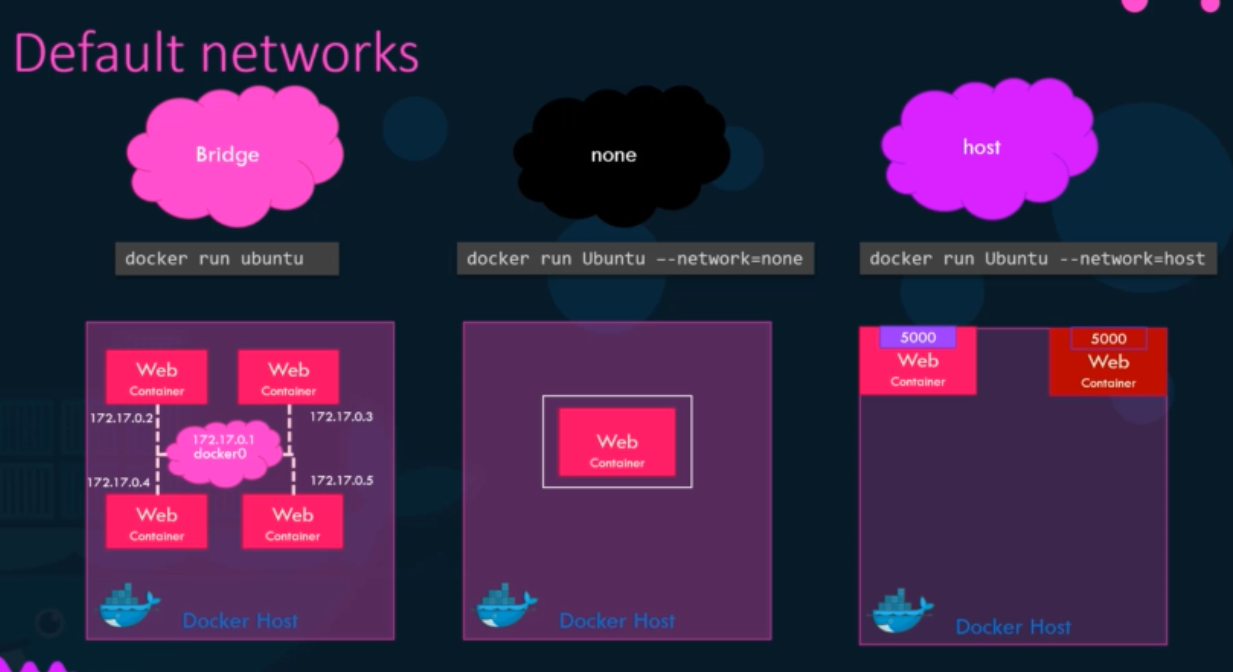 Default networks
Bridge
none
host
docker run ubuntu
docker run Ubuntu --network=none
docker run Ubuntu --network=host
Web
Container
Web
Container
172.17.0.2
172.17.0.3
172.17.0.1
docker0
172.17.0.4
172.17.0.5
Web
Container
Web
Container
Docker Host
Web
Container
Docker Host
5000
Web
Container
5000
Web
Container
Docker Host